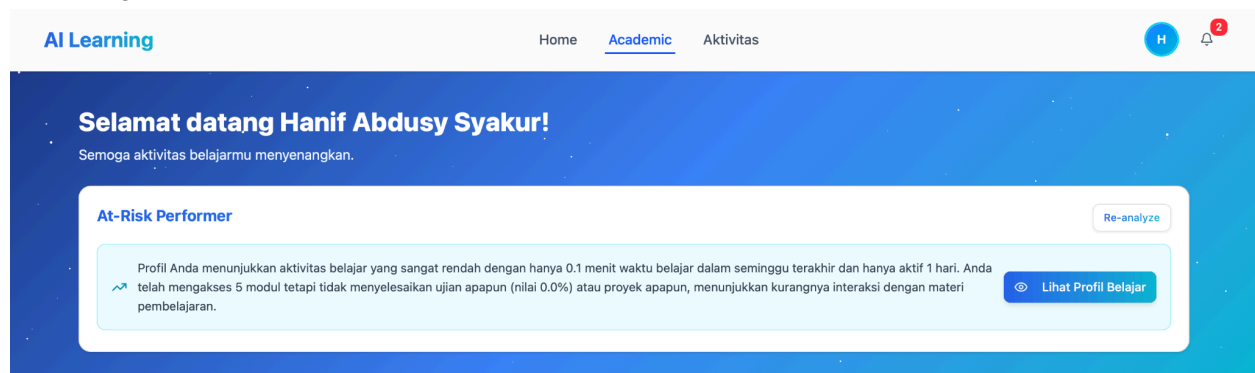 AI Learning
Home Academic Aktivitas
H
2
Selamat datang Hanif Abdusy Syakur!
Semoga aktivitas belajarmu menyenangkan.
At-Risk Performer
Re-analyze
Profil Anda menunjukkan aktivitas belajar yang sangat rendah dengan hanya 0.1 menit waktu belajar dalam seminggu terakhir dan hanya aktif 1 hari. Anda
telah mengakses 5 modul tetapi tidak menyelesaikan ujian apapun (nilai 0.0%) atau proyek apapun, menunjukkan kurangnya interaksi dengan materi
pembelajaran.
Lihat Profil Belajar